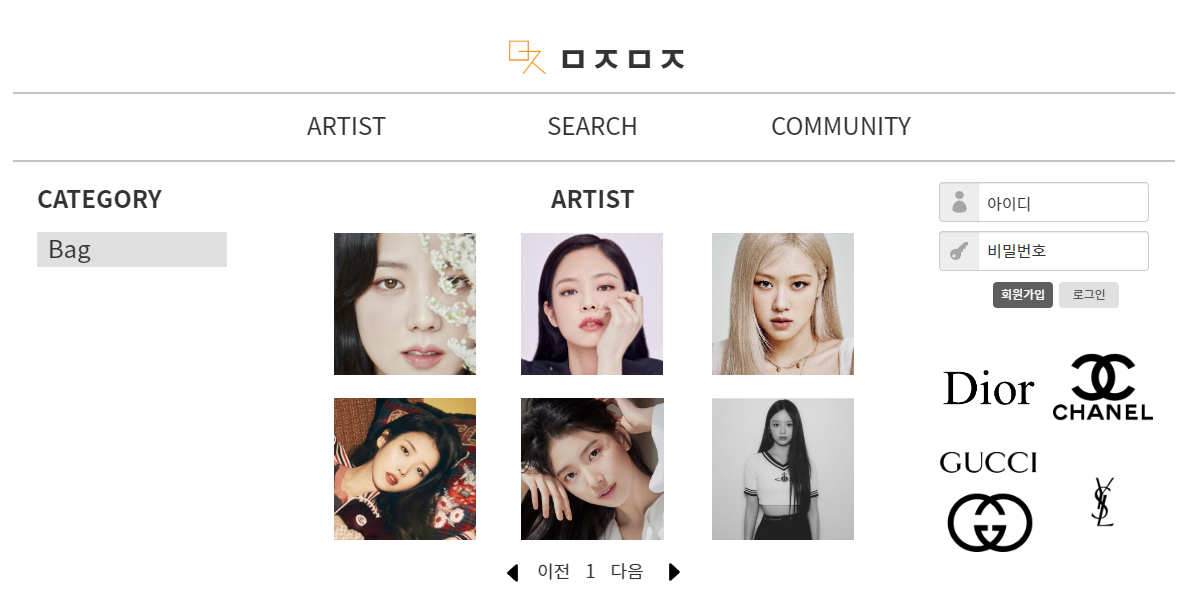 ㅁㅈㅁㅈ
ARTIST SEARCH COMMUNITY
CATEGORY
Bag
ARTIST
이전 1 다음
아이디
비밀번호
회원가입 로그인
Dior
CHANEL
GUCCI
YSL